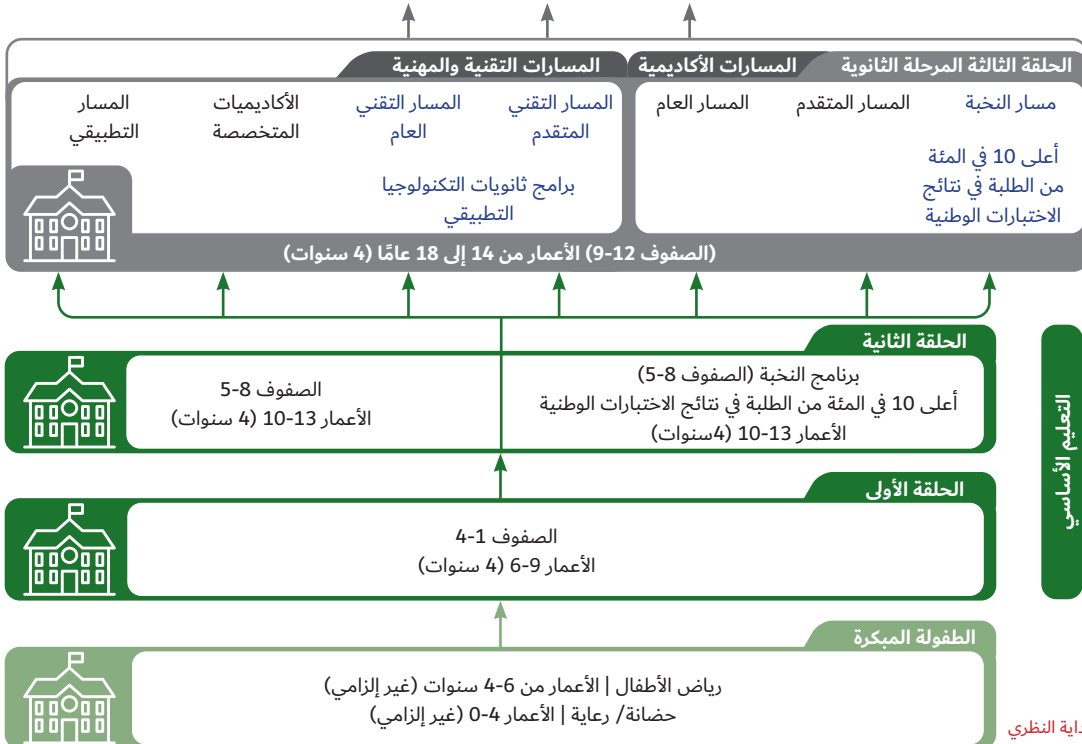 الحلقة الثالثة المرحلة الثانوية
المسارات الأكاديمية
المسارات التقنية والمهنية
مسار النخبة
أعلى 10 في المئة
من الطلبة في نتائج
الاختبارات الوطنية
المسار المتقدم
المسار العام
المسار التقني
المتقدم
المسار التقني
العام
برامج ثانويات التكنولوجيا
التطبيقي
الأكاديميات
المتخصصة
المسار
التطبيقي
(الصفوف 12-9) الأعمار من 14 إلى 18 عامًا (4 سنوات)
التعليم الأساسي
الحلقة الثانية
برنامج النخبة (الصفوف 8-5)
أعلى 10 في المئة من الطلبة في نتائج الاختبارات الوطنية
الأعمار 13-10 (4سنوات)
الصفوف 8-5
الأعمار 13-10 (4 سنوات)
الحلقة الأولى
الصفوف 1-4
الأعمار 9-6 (4 سنوات)
الطفولة المبكرة
رياض الأطفال | الأعمار من 6-4 سنوات (غير إلزامي)
حضانة/ رعاية | الأعمار 4-0 (غير إلزامي)
النظري